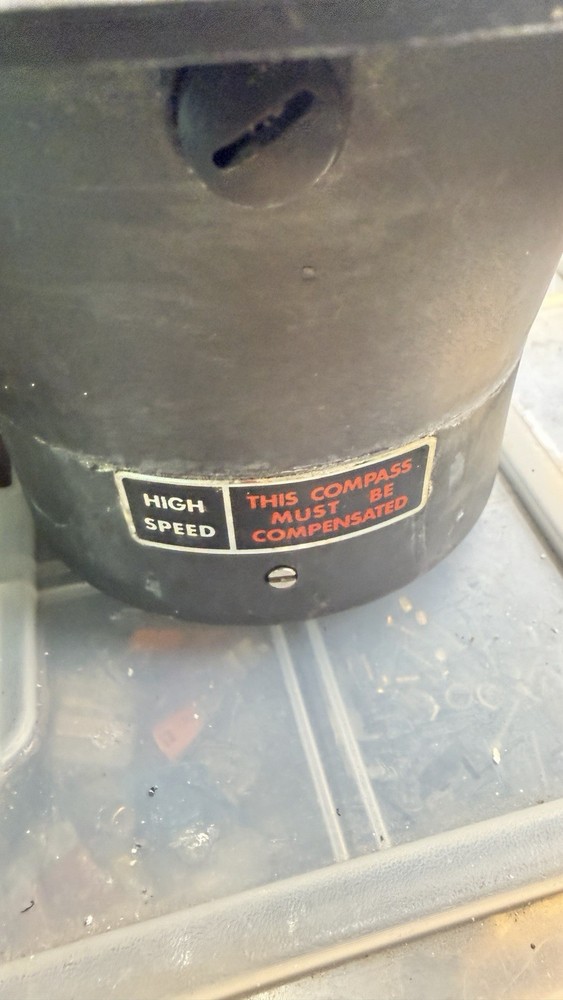 HIGH
SPEED
THIS COMPASS
MUST BE
COMPENSATED